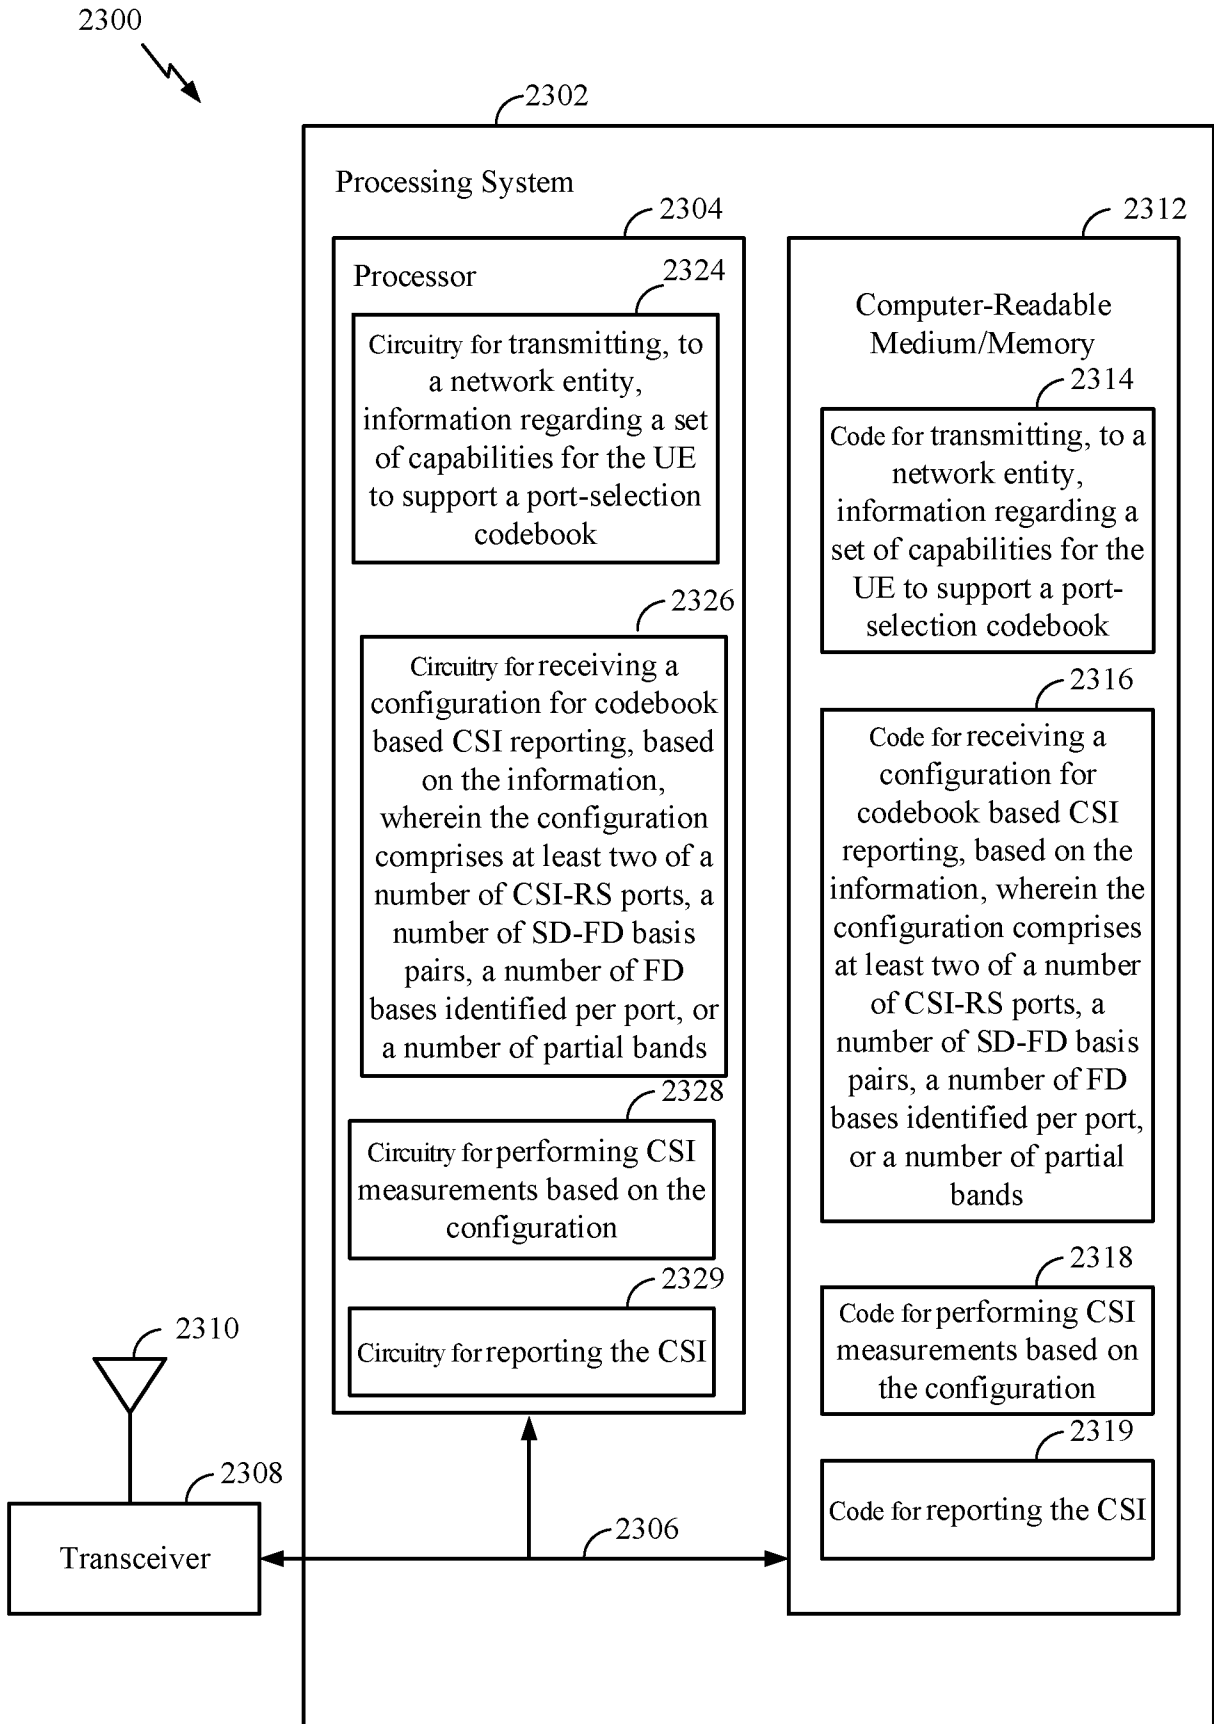 2300
2302
Processing System
2304
Processor
2324
Circuitry for transmitting, to
a network entity,
information regarding a set
of capabilities for the UE
to support a port-selection
codebook
2326
Circuitry for receiving a
configuration for codebook
based CSI reporting, based
on the information,
wherein the configuration
comprises at least two of a
number of CSI-RS ports, a
number of SD-FD basis
pairs, a number of FD
bases identified per port, or
a number of partial bands
2328
Circuitry for performing CSI
measurements based on the
configuration
2329
Circuitry for reporting the CSI
2312
Computer-Readable
Medium/Memory
2314
Code for transmitting, to a
network entity,
information regarding a
set of capabilities for the
UE to support a port-
selection codebook
2316
Code for receiving a
configuration for
codebook based CSI
reporting, based on the
information, wherein the
configuration comprises
at least two of a number
of CSI-RS ports, a
number of SD-FD basis
pairs, a number of FD
bases identified per port,
or a number of partial
bands
2318
Code for performing CSI
measurements based on
the configuration
2319
Code for reporting the CSI
2310
2308
Transceiver
2306